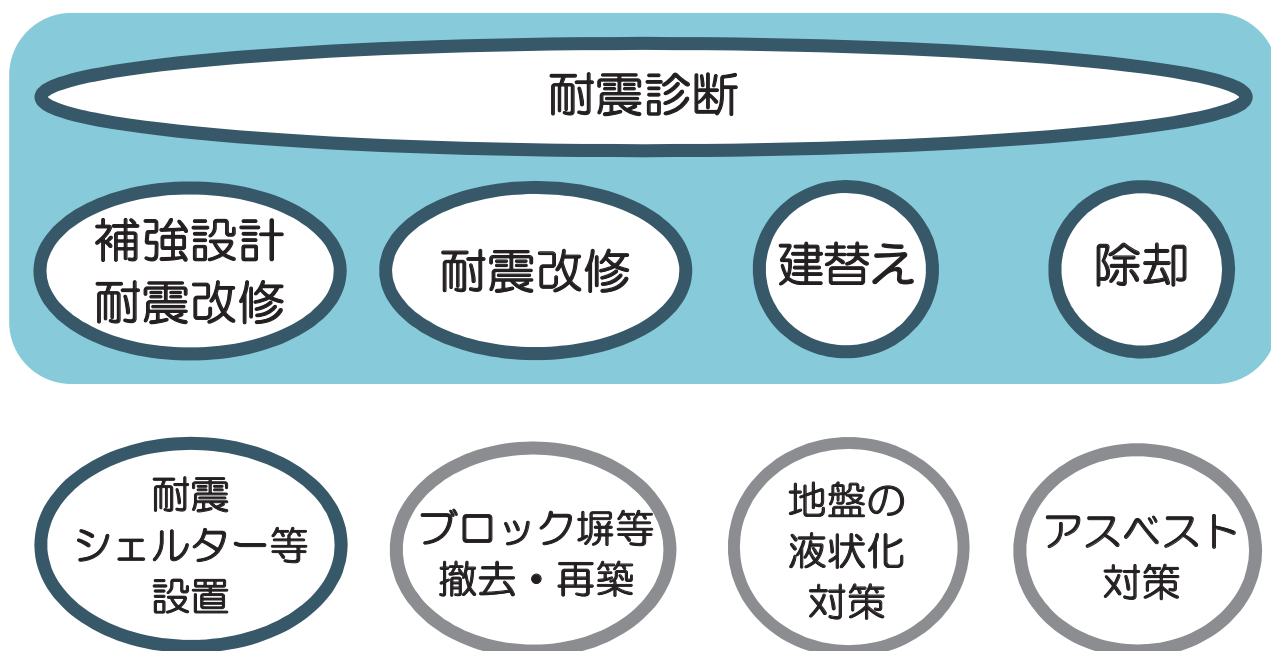 耐震診断
補強設計
耐震改修
耐震改修
建替え
除却
耐震
シェルター等
設置
ブロック塀等
撤去・再築
地盤の
液状化
対策
アスベスト
対策